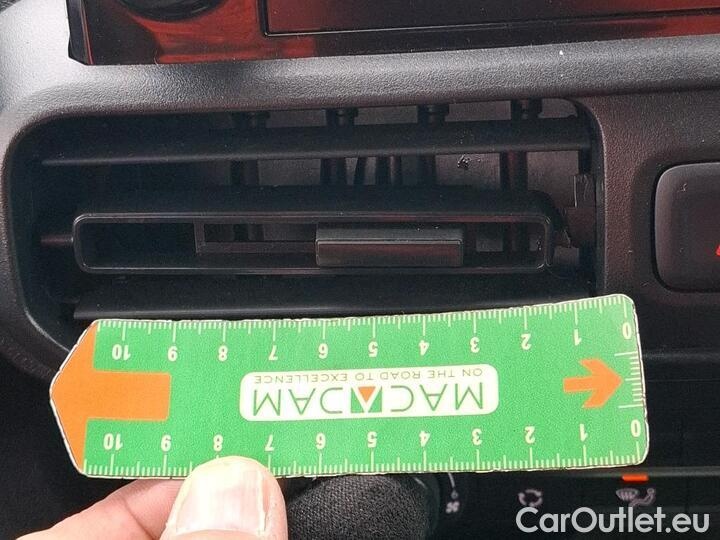 10 9 8 7 6 5 4 3 2 1 0
ON THE ROAD TO EXCELLENCE
MACADAM
10 9 8 7 6 5 4 3 2 1 0
CarOutlet.eu